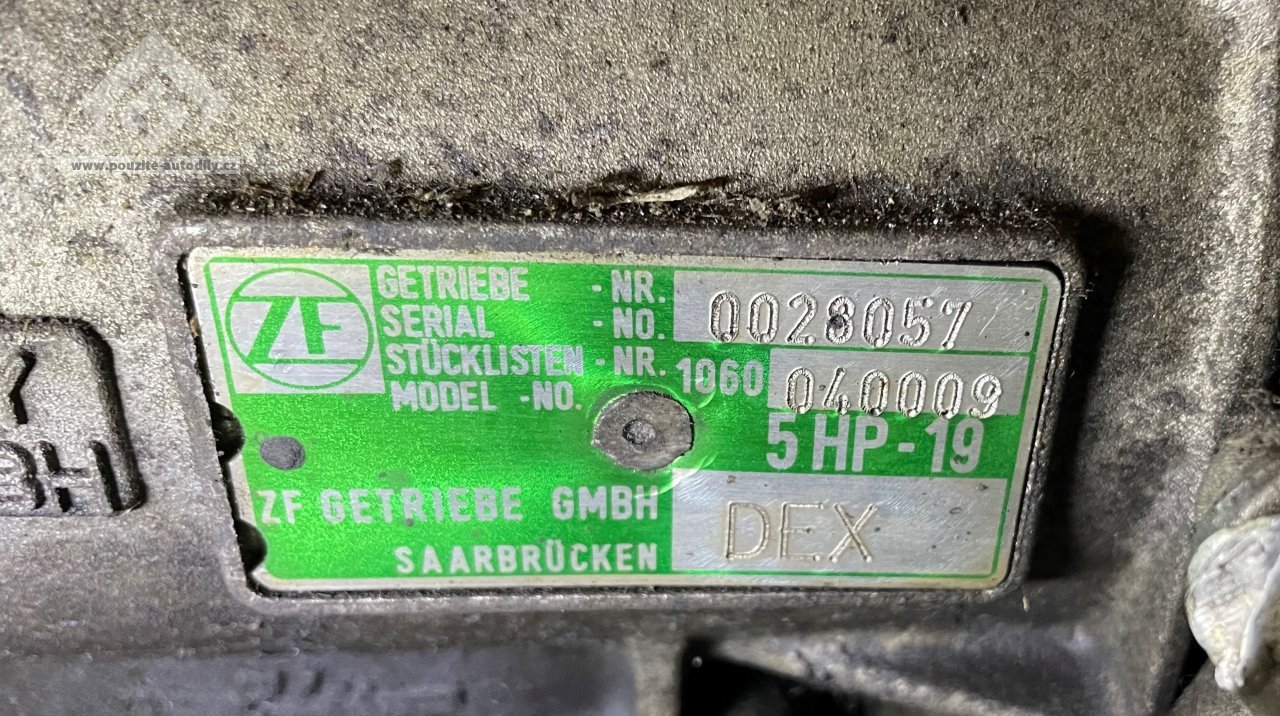 www.pouzite-autodily.cz
ZF
GETRIEBE -NR.
SERIAL -NO. 0028057
STÜCKLISTEN -NR. 1060 040009
MODEL -NO.
5 HP - 19
ZF GETRIEBE GMBH
SAARBRÜCKEN
DEX
Y
BH